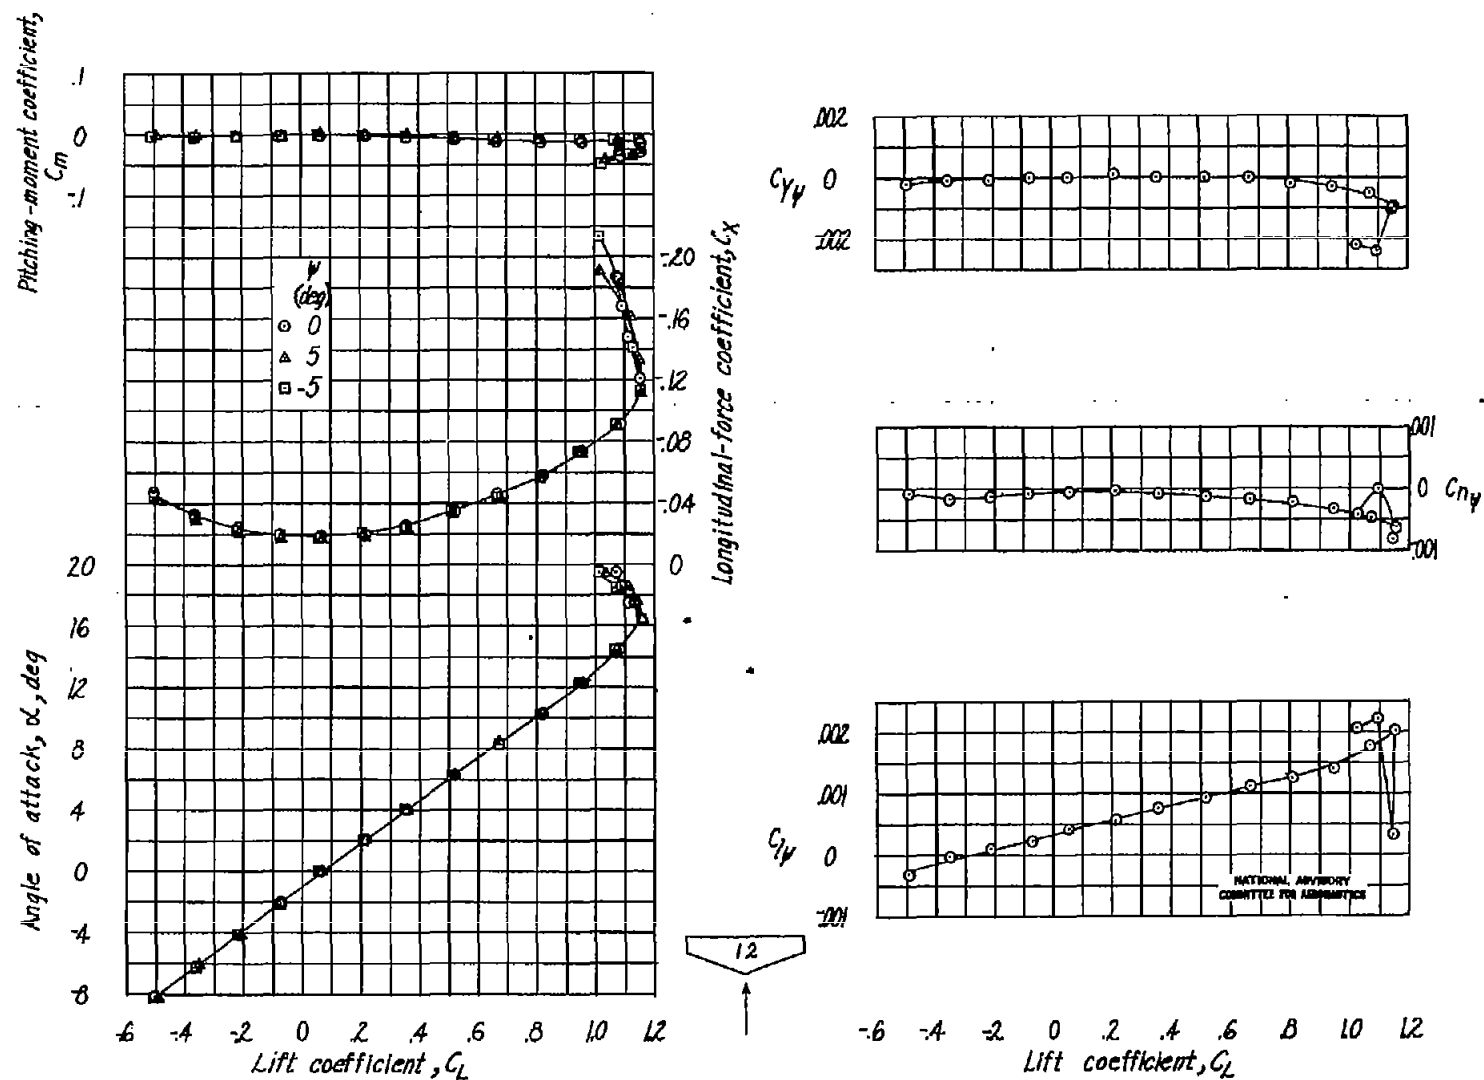 Pitching-moment coefficient,
Cm
.1
0
-.1
ψ
(deg)
0
5
-5
-.20
-.16
-.12
-.08
-.04
0
Longitudinal-force coefficient, Cx
20
16
12
8
4
0
-4
-8
Angle of attack, α, deg
-.6 -.4 -.2 0 .2 .4 .6 .8 1.0 1.2
Lift coefficient, CL
12
.002
0
-.002
CYψ
.001
0
-.001
Cnψ
.002
.001
0
-.001
Clψ
NATIONAL ADVISORY
COMMITTEE FOR AERONAUTICS
-.6 -.4 -.2 0 .2 .4 .6 .8 1.0 1.2
Lift coefficient, CL